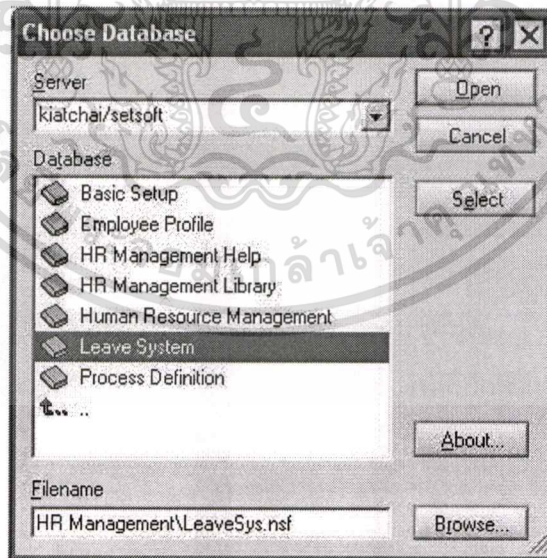 Choose Database
Server
kiatchai/setsoft
Open
Cancel
Database
Select
Basic Setup
Employee Profile
HR Management Help
HR Management Library
Human Resource Management
Leave System
Process Definition
..
About...
Filename
HR Management\LeaveSys.nsf
Browse...